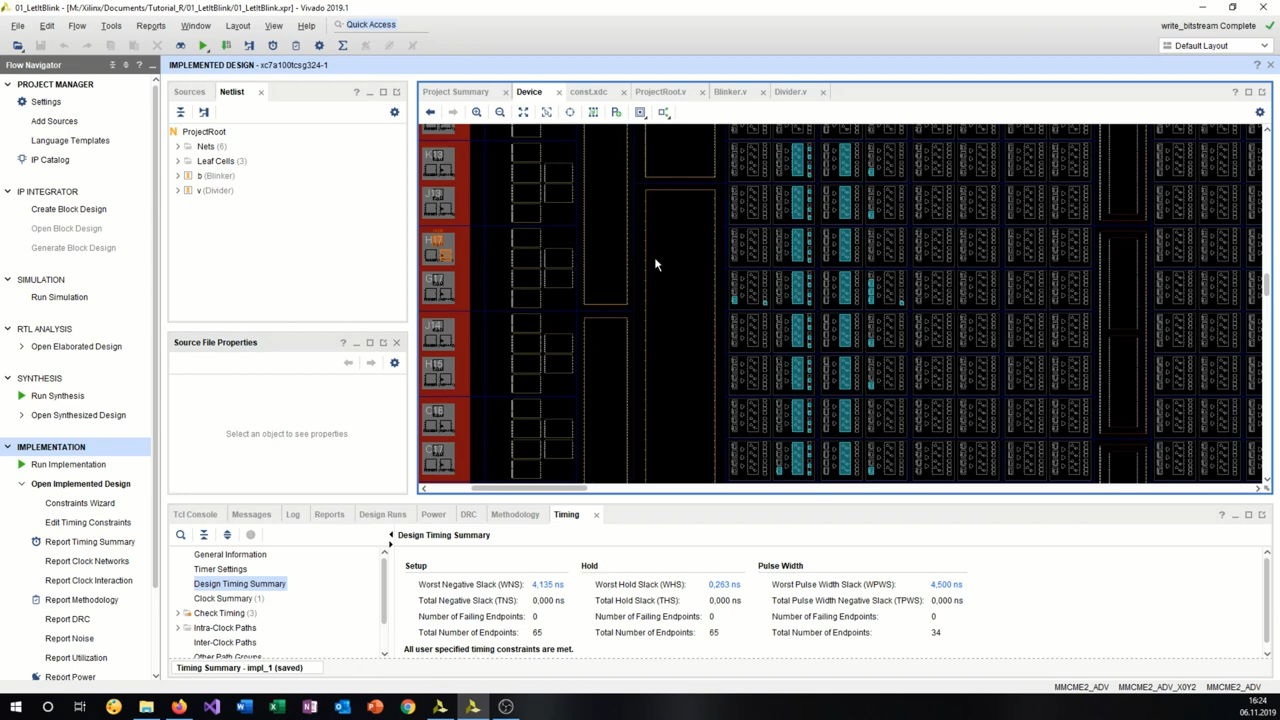 01_LetItBlink - [M:/Xilinx/Documents/Tutorial_R/01_LetItBlink/01_LetItBlink.xpr] - Vivado 2019.1
File Edit Flow Tools Reports Window Layout View Help Quick Access
write_bitstream Complete
Default Layout
Flow Navigator
IMPLEMENTED DESIGN - xc7a100tcsg324-1
PROJECT MANAGER
Settings
Add Sources
Language Templates
IP Catalog
IP INTEGRATOR
Create Block Design
Open Block Design
Generate Block Design
SIMULATION
Run Simulation
RTL ANALYSIS
Open Elaborated Design
SYNTHESIS
Run Synthesis
Open Synthesized Design
IMPLEMENTATION
Run Implementation
Open Implemented Design
Constraints Wizard
Edit Timing Constraints
Report Timing Summary
Report Clock Networks
Report Clock Interaction
Report Methodology
Report DRC
Report Noise
Report Utilization
Report Power
Sources Netlist
ProjectRoot
Nets (6)
Leaf Cells (3)
b (Blinker)
v (Divider)
Source File Properties
Select an object to see properties
Project Summary Device const.xdc ProjectRoot.v Blinker.v Divider.v
K13
J13
H17
G17
J14
H15
C16
C17
Tcl Console Messages Log Reports Design Runs Power DRC Methodology Timing
General Information
Timer Settings
Design Timing Summary
Clock Summary (1)
Check Timing (3)
Intra-Clock Paths
Inter-Clock Paths
Other Path Groups
Timing Summary - impl_1 (saved)
Design Timing Summary
Setup Hold Pulse Width
Worst Negative Slack (WNS): 4,135 ns Worst Hold Slack (WHS): 0,263 ns Worst Pulse Width Slack (WPWS): 4,500 ns
Total Negative Slack (TNS): 0,000 ns Total Hold Slack (THS): 0,000 ns Total Pulse Width Negative Slack (TPWS): 0,000 ns
Number of Failing Endpoints: 0 Number of Failing Endpoints: 0 Number of Failing Endpoints: 0
Total Number of Endpoints: 65 Total Number of Endpoints: 65 Total Number of Endpoints: 34
All user specified timing constraints are met.
MMCME2_ADV MMCME2_ADV_X0Y2 MMCME2_ADV
16:24
06.11.2019